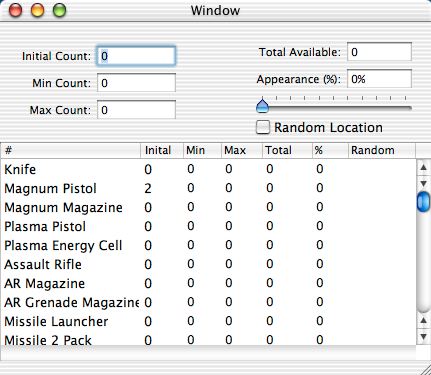 Window
Initial Count: 0
Total Available: 0
Min Count: 0
Appearance (%): 0%
Max Count: 0
Random Location
# Inital Min Max Total % Random
Knife 0 0 0 0 0
Magnum Pistol 2 0 0 0 0
Magnum Magazine 0 0 0 0 0
Plasma Pistol 0 0 0 0 0
Plasma Energy Cell 0 0 0 0 0
Assault Rifle 0 0 0 0 0
AR Magazine 0 0 0 0 0
AR Grenade Magazine 0 0 0 0 0
Missile Launcher 0 0 0 0 0
Missile 2 Pack 0 0 0 0 0